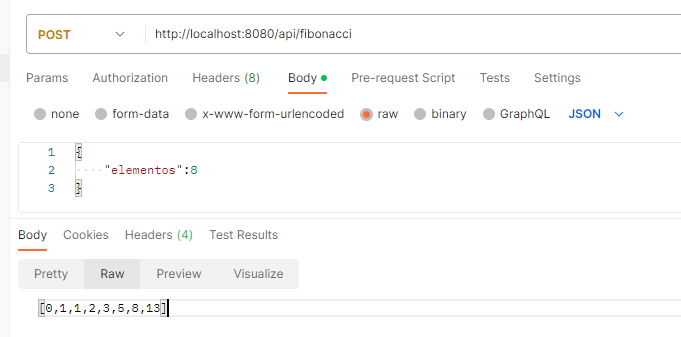 POST http://localhost:8080/api/fibonacci
Params Authorization Headers (8) Body Pre-request Script Tests Settings
none form-data x-www-form-urlencoded raw binary GraphQL JSON
1 {
2 "elementos":8
3 }
Body Cookies Headers (4) Test Results
Pretty Raw Preview Visualize
[0,1,1,2,3,5,8,13]